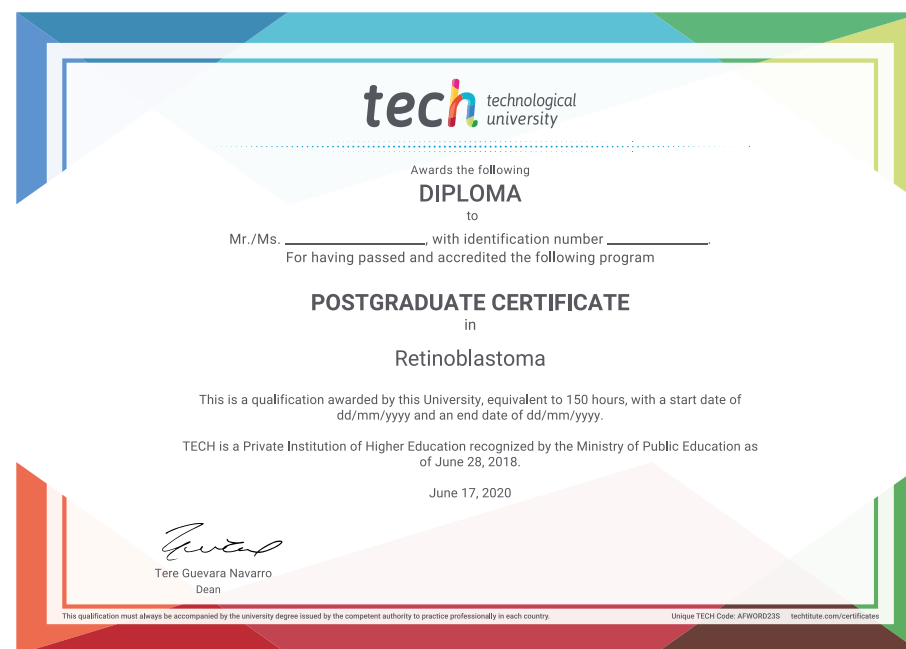 tech technological
university
Awards the following
DIPLOMA
to
Mr./Ms. ____________________, with identification number ______________.
For having passed and accredited the following program
POSTGRADUATE CERTIFICATE
in
Retinoblastoma
This is a qualification awarded by this University, equivalent to 150 hours, with a start date of
dd/mm/yyyy and an end date of dd/mm/yyyy.
TECH is a Private Institution of Higher Education recognized by the Ministry of Public Education as
of June 28, 2018.
June 17, 2020
Tere Guevara Navarro
Dean
This qualification must always be accompanied by the university degree issued by the competent authority to practice professionally in each country.
Unique TECH Code: AFWORD23S techtitute.com/certificates